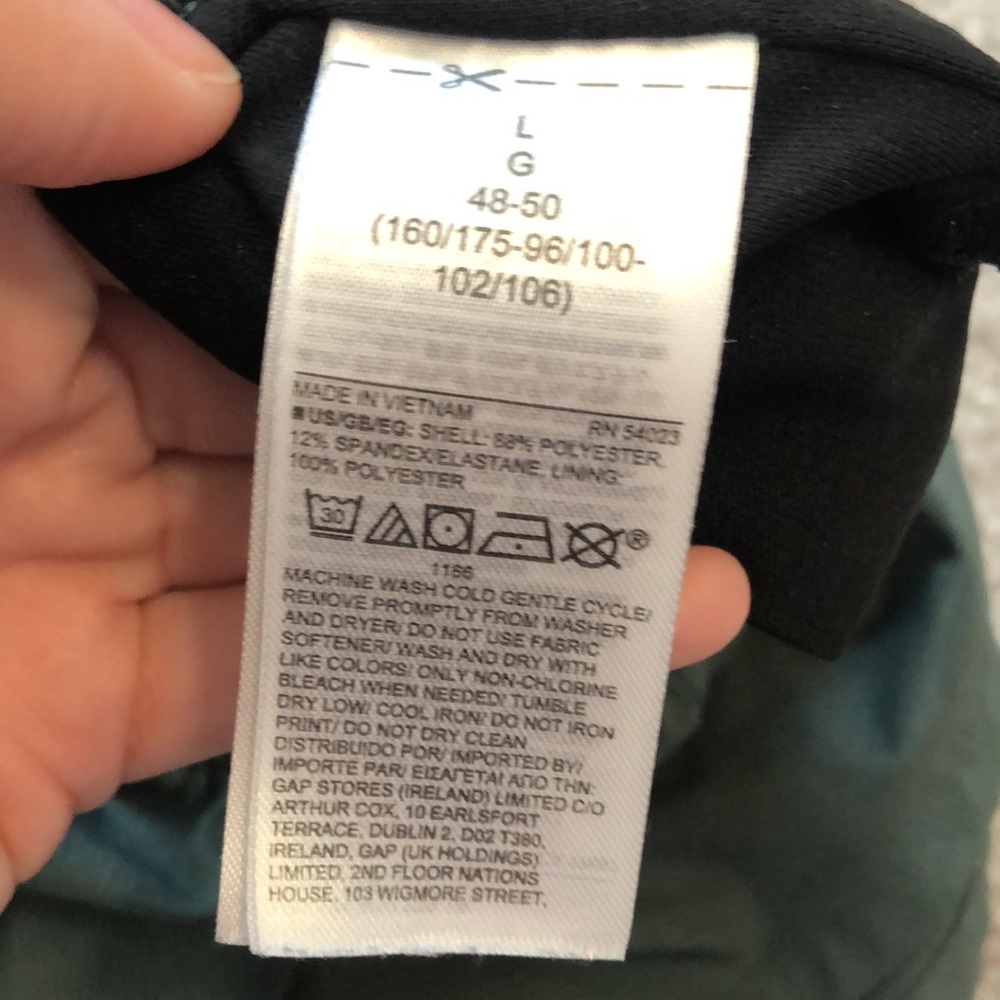 L
G
48-50
(160/175-96/100-
102/106)
MADE IN VIETNAM
RN 54023
US/GB/EG: SHELL: 88% POLYESTER,
12% SPANDEX/ELASTANE, LINING:
100% POLYESTER
30
®
1166
MACHINE WASH COLD GENTLE CYCLE/
REMOVE PROMPTLY FROM WASHER
AND DRYER/ DO NOT USE FABRIC
SOFTENER/ WASH AND DRY WITH
LIKE COLORS/ ONLY NON-CHLORINE
BLEACH WHEN NEEDED/ TUMBLE
DRY LOW/ COOL IRON/ DO NOT IRON
PRINT/ DO NOT DRY CLEAN
DISTRIBUIDO POR/ IMPORTED BY/
IMPORTE PAR/ ΕΙΣΑΓΕΤΑΙ ΑΠΟ ΤΗΝ:
GAP STORES (IRELAND) LIMITED C/O
ARTHUR COX, 10 EARLSFORT
TERRACE, DUBLIN 2, D02 T380,
IRELAND, GAP (UK HOLDINGS)
LIMITED, 2ND FLOOR NATIONS
HOUSE, 103 WIGMORE STREET,